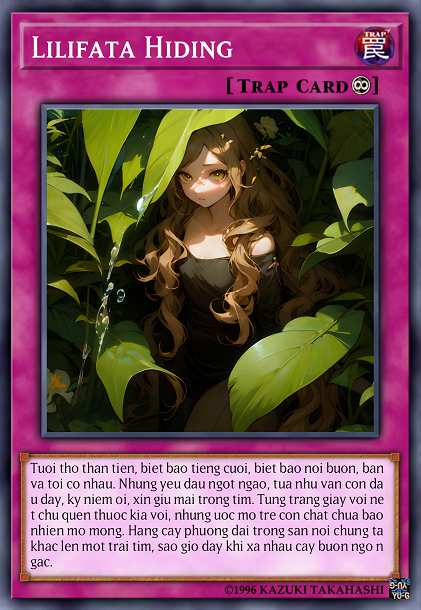 Lilifata Hiding
TRAP
罠
[Trap Card]
Tuoi tho than tien, biet bao tieng cuoi, biet bao noi buon, ban
va toi co nhau. Nhung yeu dau ngot ngao, tua nhu van con da
u day, ky niem oi, xin giu mai trong tim. Tung trang giay voi ne
t chu quen thuoc kia voi, nhung uoc mo tre con chat chua bao
nhien mo mong. Hang cay phuong dai trong san noi chung ta
khac len mot trai tim, sao gio day khi xa nhau cay buon ngo n
gac.
©1996 KAZUKI TAKAHASHI